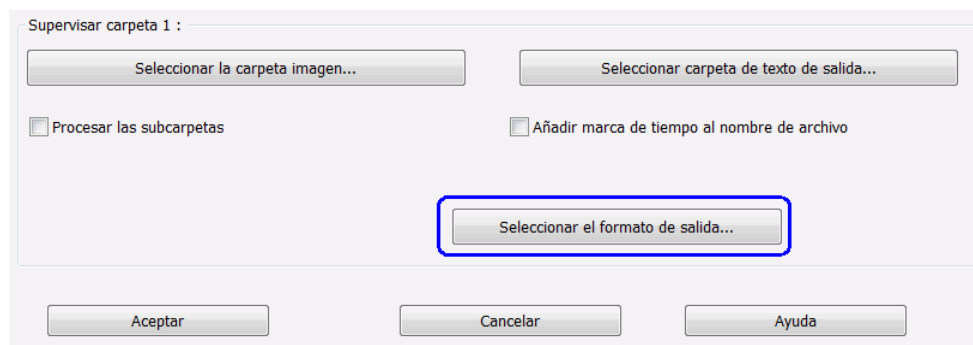 Supervisar carpeta 1 :
Seleccionar la carpeta imagen...
Seleccionar carpeta de texto de salida...
Procesar las subcarpetas
Añadir marca de tiempo al nombre de archivo
Seleccionar el formato de salida...
Aceptar
Cancelar
Ayuda